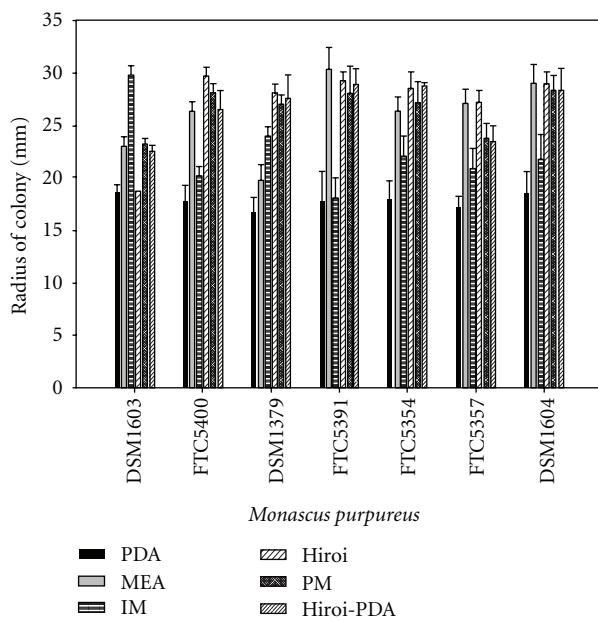 35
30
25
20
15
10
5
0
Radius of colony (mm)
DSM1603
FTC5400
DSM1379
FTC5391
FTC5354
FTC5357
DSM1604
Monascus purpureus
PDA
MEA
IM
Hiroi
PM
Hiroi-PDA